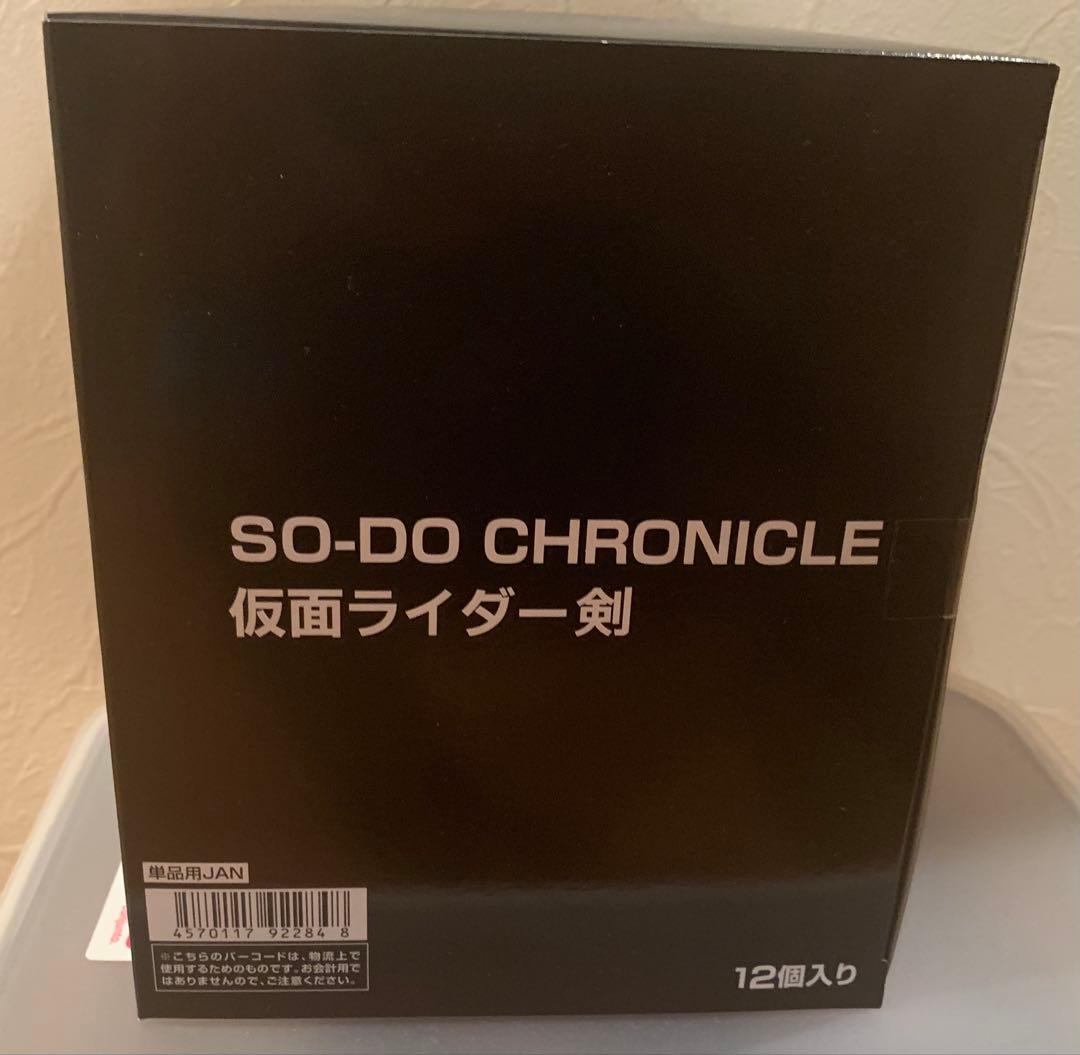 SO-DO CHRONICLE
仮面ライダー剣
単品用JAN
4570117 92284 8
※こちらのバーコードは、物流上で
使用するためのものです。お会計用で
はありませんので、ご注意ください。
12個入り